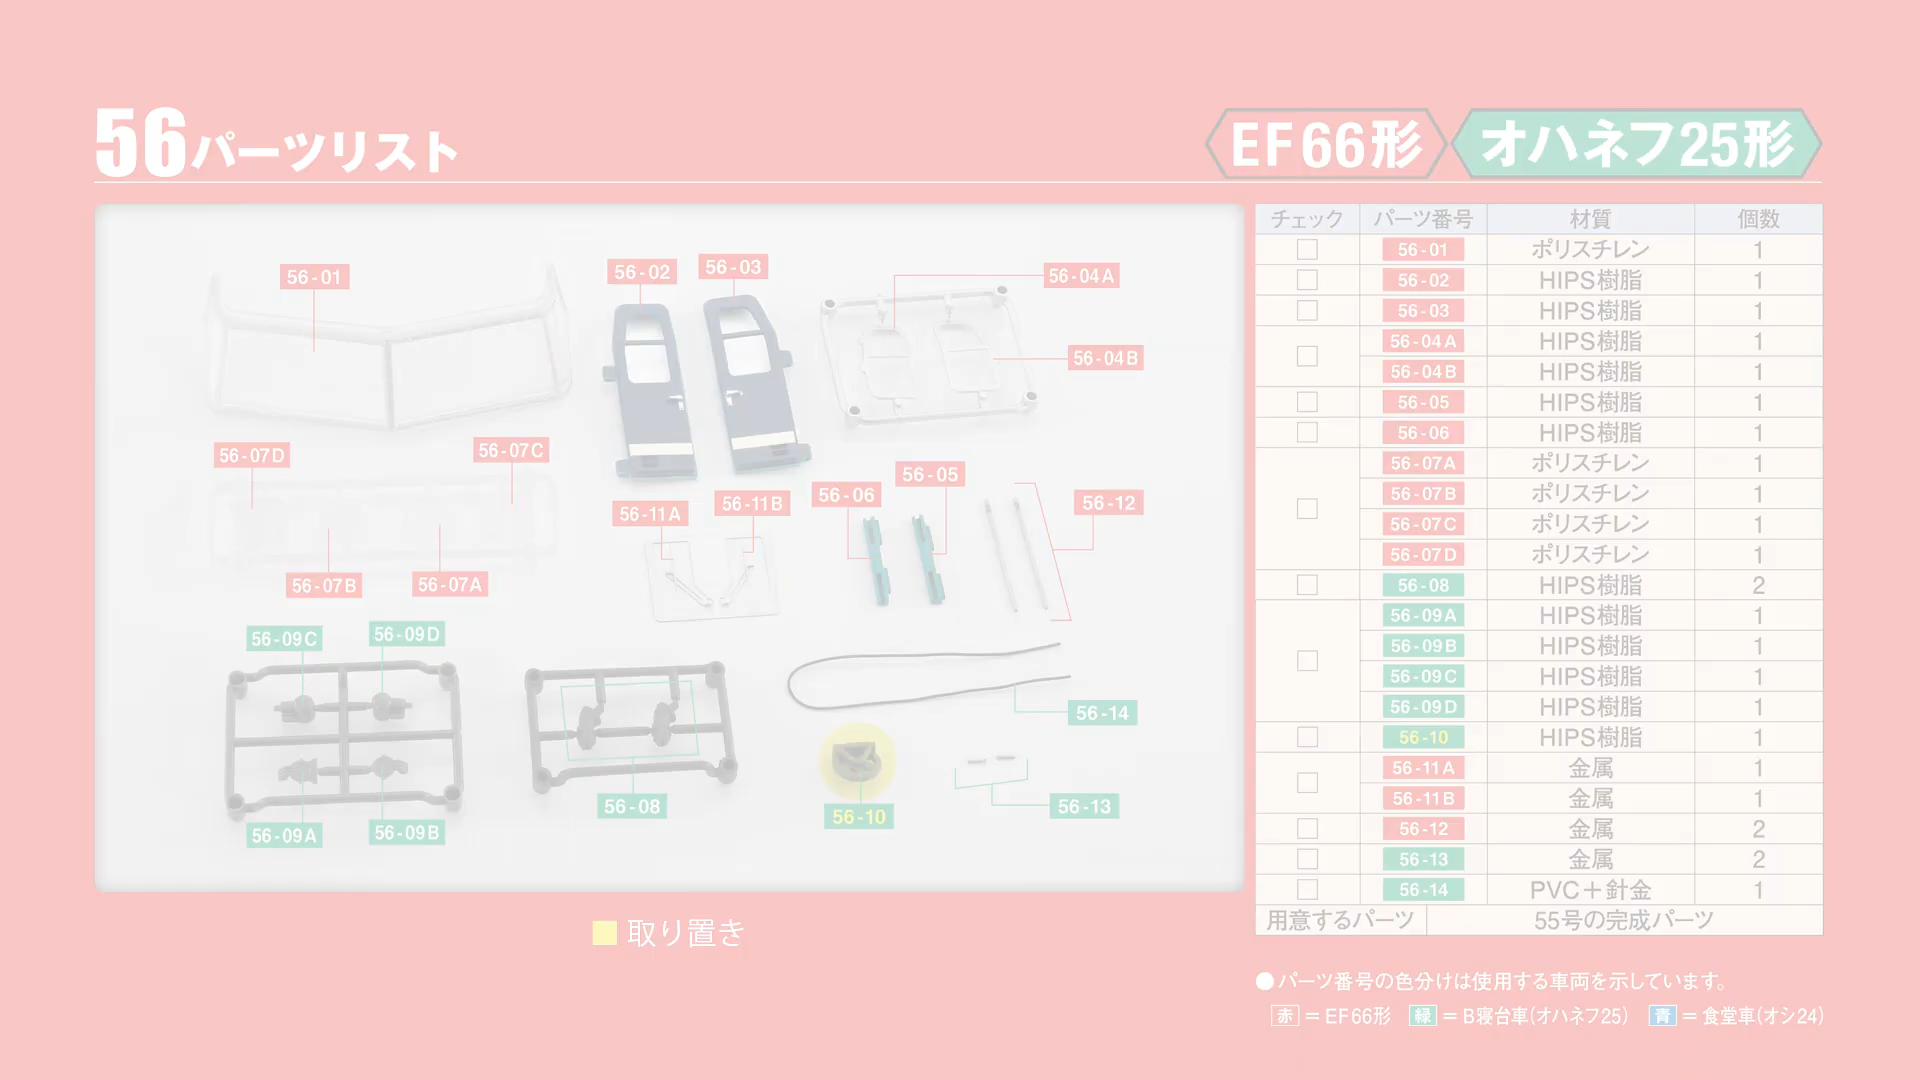 56パーツリスト
EF66形
オハネフ25形
56-01
56-02
56-03
56-04A
56-04B
56-07D
56-07C
56-07B
56-07A
56-11A
56-11B
56-06
56-05
56-12
56-09C
56-09D
56-09A
56-09B
56-08
56-14
56-10
56-13
取り置き
チェック パーツ番号 材質 個数
□ 56-01 ポリスチレン 1
□ 56-02 HIPS樹脂 1
□ 56-03 HIPS樹脂 1
□ 56-04A HIPS樹脂 1
56-04B HIPS樹脂 1
□ 56-05 HIPS樹脂 1
□ 56-06 HIPS樹脂 1
□ 56-07A ポリスチレン 1
56-07B ポリスチレン 1
56-07C ポリスチレン 1
56-07D ポリスチレン 1
□ 56-08 HIPS樹脂 2
□ 56-09A HIPS樹脂 1
56-09B HIPS樹脂 1
56-09C HIPS樹脂 1
56-09D HIPS樹脂 1
□ 56-10 HIPS樹脂 1
□ 56-11A 金属 1
56-11B 金属 1
□ 56-12 金属 2
□ 56-13 金属 2
□ 56-14 PVC＋針金 1
用意するパーツ 55号の完成パーツ
●パーツ番号の色分けは使用する車両を示しています。
赤＝EF66形 緑＝B寝台車(オハネフ25) 青＝食堂車(オシ24)